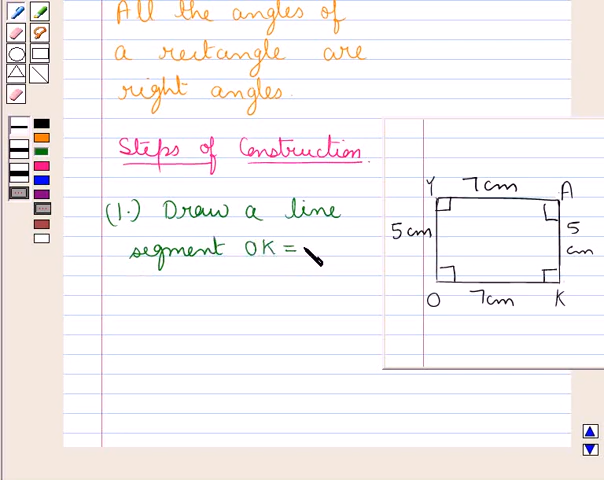 All the angles of
a rectangle are
right angles.
Steps of Construction.
(1.) Draw a line
segment OK =
Y 7cm A
5cm 5
cm
O 7cm K